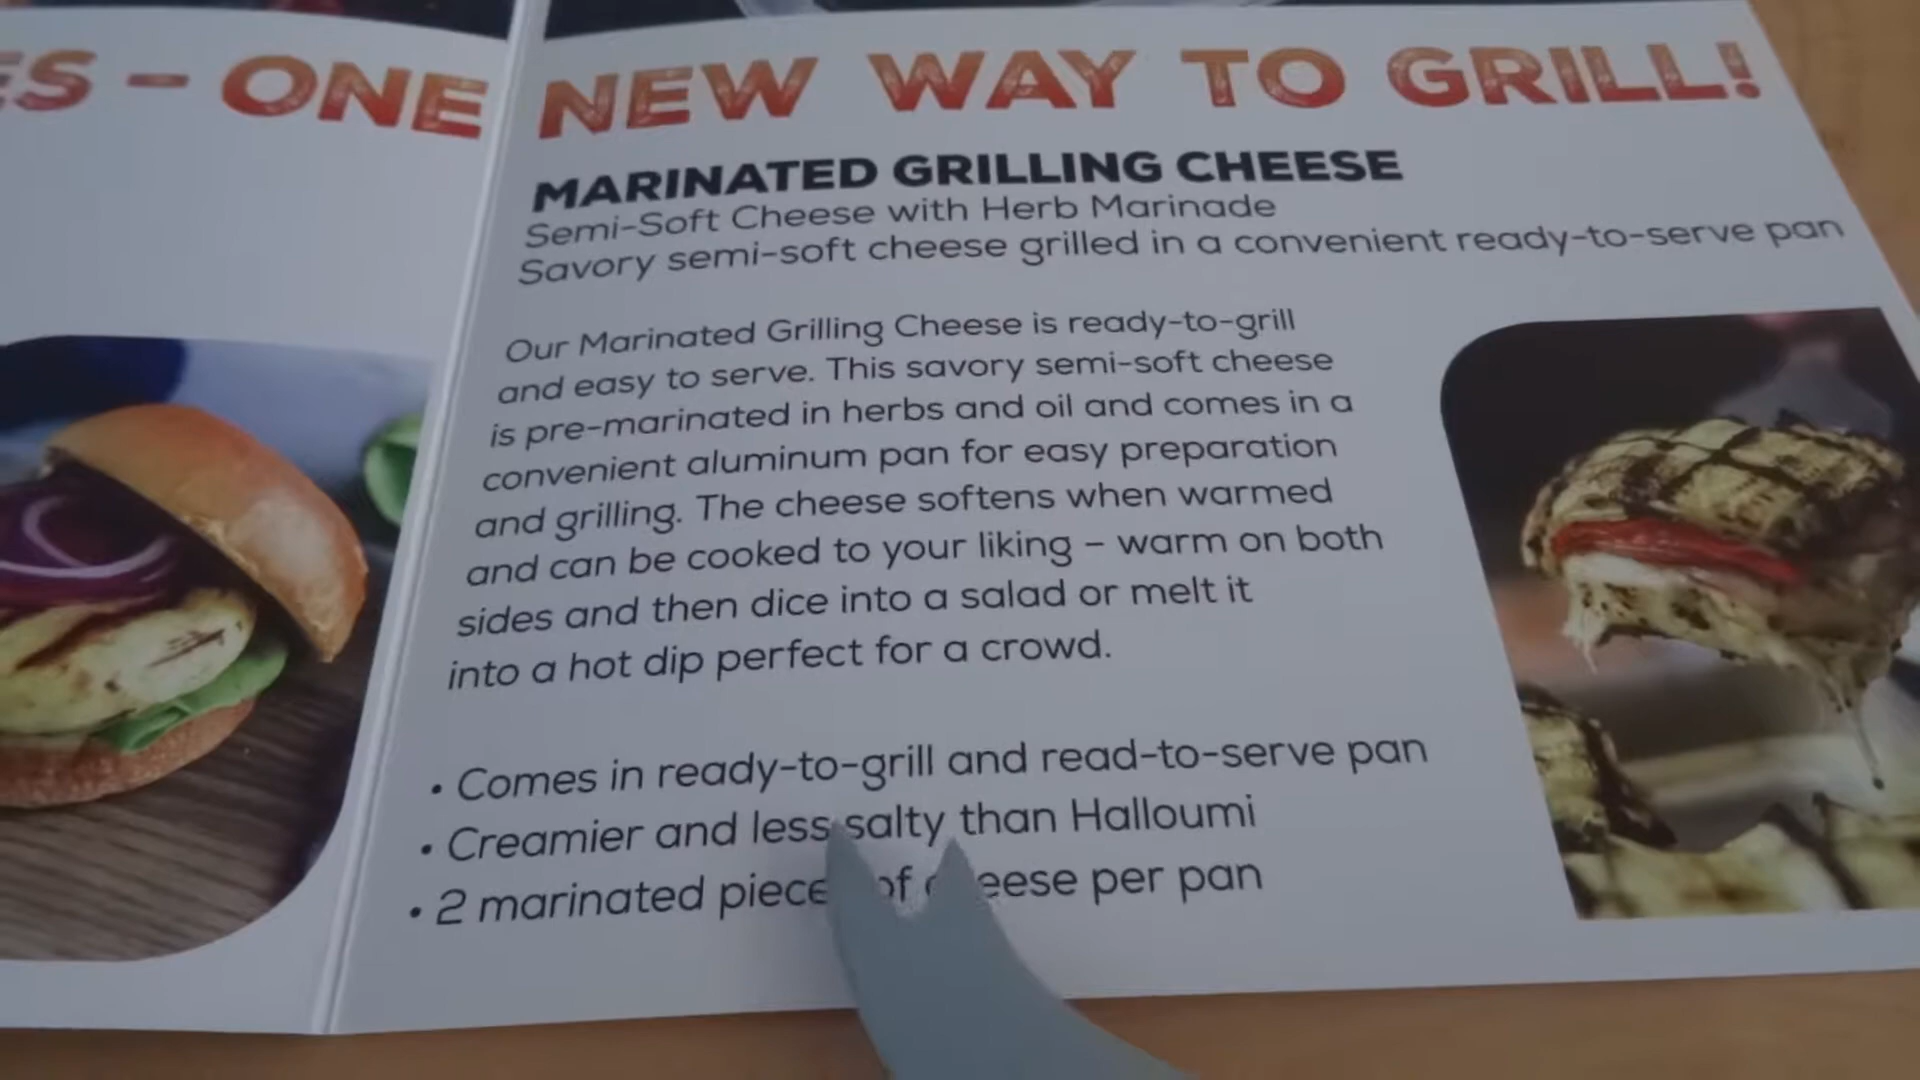 ES - ONE NEW WAY TO GRILL!
MARINATED GRILLING CHEESE
Semi-Soft Cheese with Herb Marinade
Savory semi-soft cheese grilled in a convenient ready-to-serve pan
Our Marinated Grilling Cheese is ready-to-grill
and easy to serve. This savory semi-soft cheese
is pre-marinated in herbs and oil and comes in a
convenient aluminum pan for easy preparation
and grilling. The cheese softens when warmed
and can be cooked to your liking – warm on both
sides and then dice into a salad or melt it
into a hot dip perfect for a crowd.
• Comes in ready-to-grill and read-to-serve pan
• Creamier and less salty than Halloumi
• 2 marinated piece of eese per pan